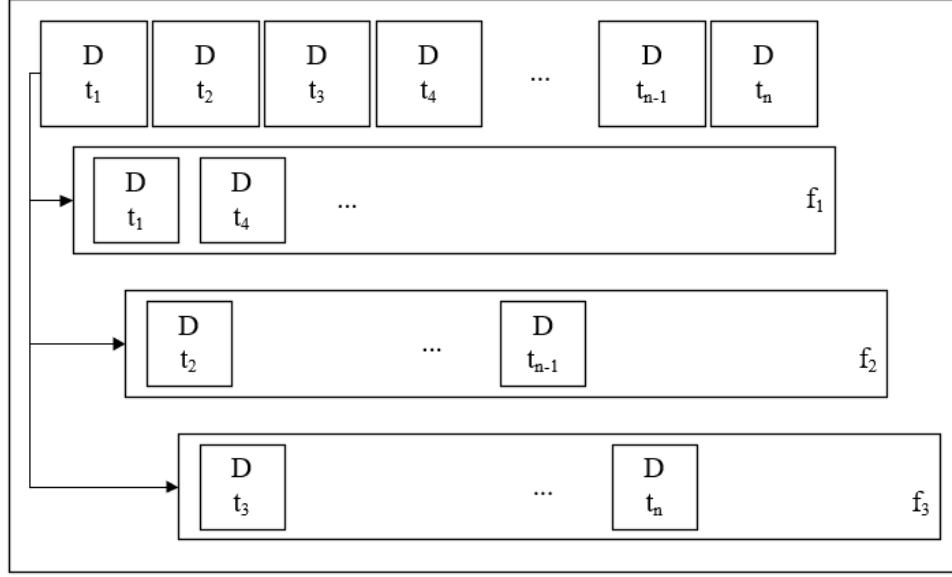 D D D D D D
t₁ t₂ t₃ t₄ ... tₙ₋₁ tₙ
D D
t₁ t₄ ... f₁
D D
t₂ ... tₙ₋₁ f₂
D D
t₃ ... tₙ f₃